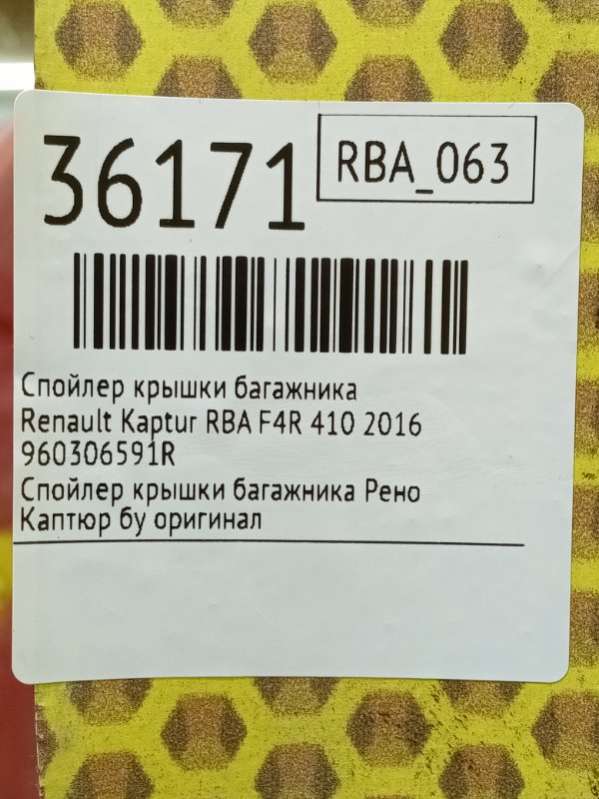 36171
RBA_063
Спойлер крышки багажника
Renault Kaptur RBA F4R 410 2016
960306591R
Спойлер крышки багажника Рено
Каптюр бу оригинал